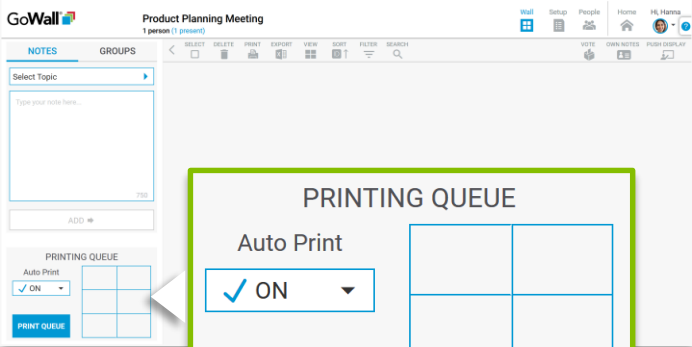 GoWall
Product Planning Meeting
1 person (1 present)
Wall
Setup
People
Home
Hi, Hanna
?
NOTES
GROUPS
SELECT
DELETE
PRINT
EXPORT
VIEW
SORT
FILTER
SEARCH
VOTE
OWN NOTES
PUSH DISPLAY
Select Topic
Type your note here...
750
ADD
PRINTING QUEUE
Auto Print
ON
PRINT QUEUE
PRINTING QUEUE
Auto Print
ON